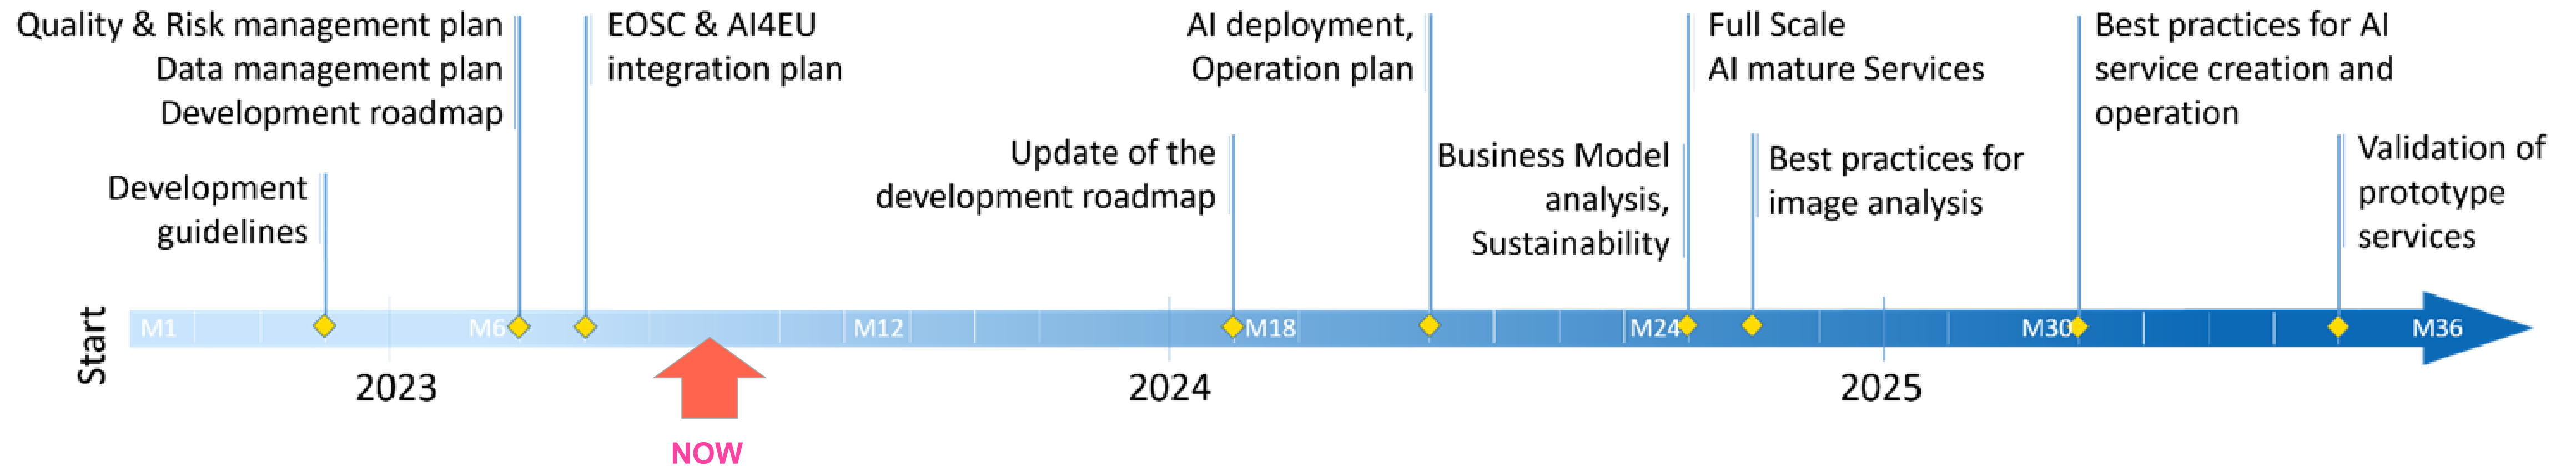 Quality & Risk management plan
Data management plan
Development roadmap
EOSC & AI4EU
integration plan
AI deployment,
Operation plan
Full Scale
AI mature Services
Best practices for AI
service creation and
operation
Development
guidelines
Update of the
development roadmap
Business Model
analysis,
Sustainability
Best practices for
image analysis
Validation of
prototype
services
Start
M1
M6
M12
M18
M24
M30
M36
2023
2024
2025
NOW